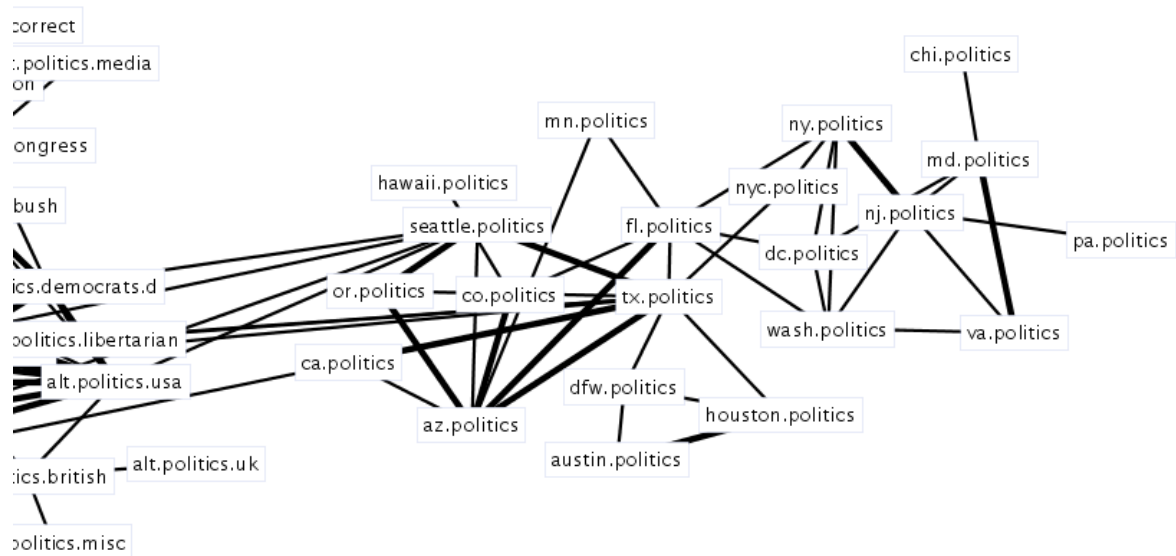 correct
chi.politics
t.politics.media
on
mn.politics
ny.politics
ongress
md.politics
hawaii.politics
nyc.politics
bush
seattle.politics
fl.politics
nj.politics
pa.politics
dc.politics
ics.democrats.d
or.politics
co.politics
tx.politics
politics.libertarian
wash.politics
va.politics
ca.politics
alt.politics.usa
dfw.politics
houston.politics
az.politics
austin.politics
alt.politics.uk
tics.british
politics.misc